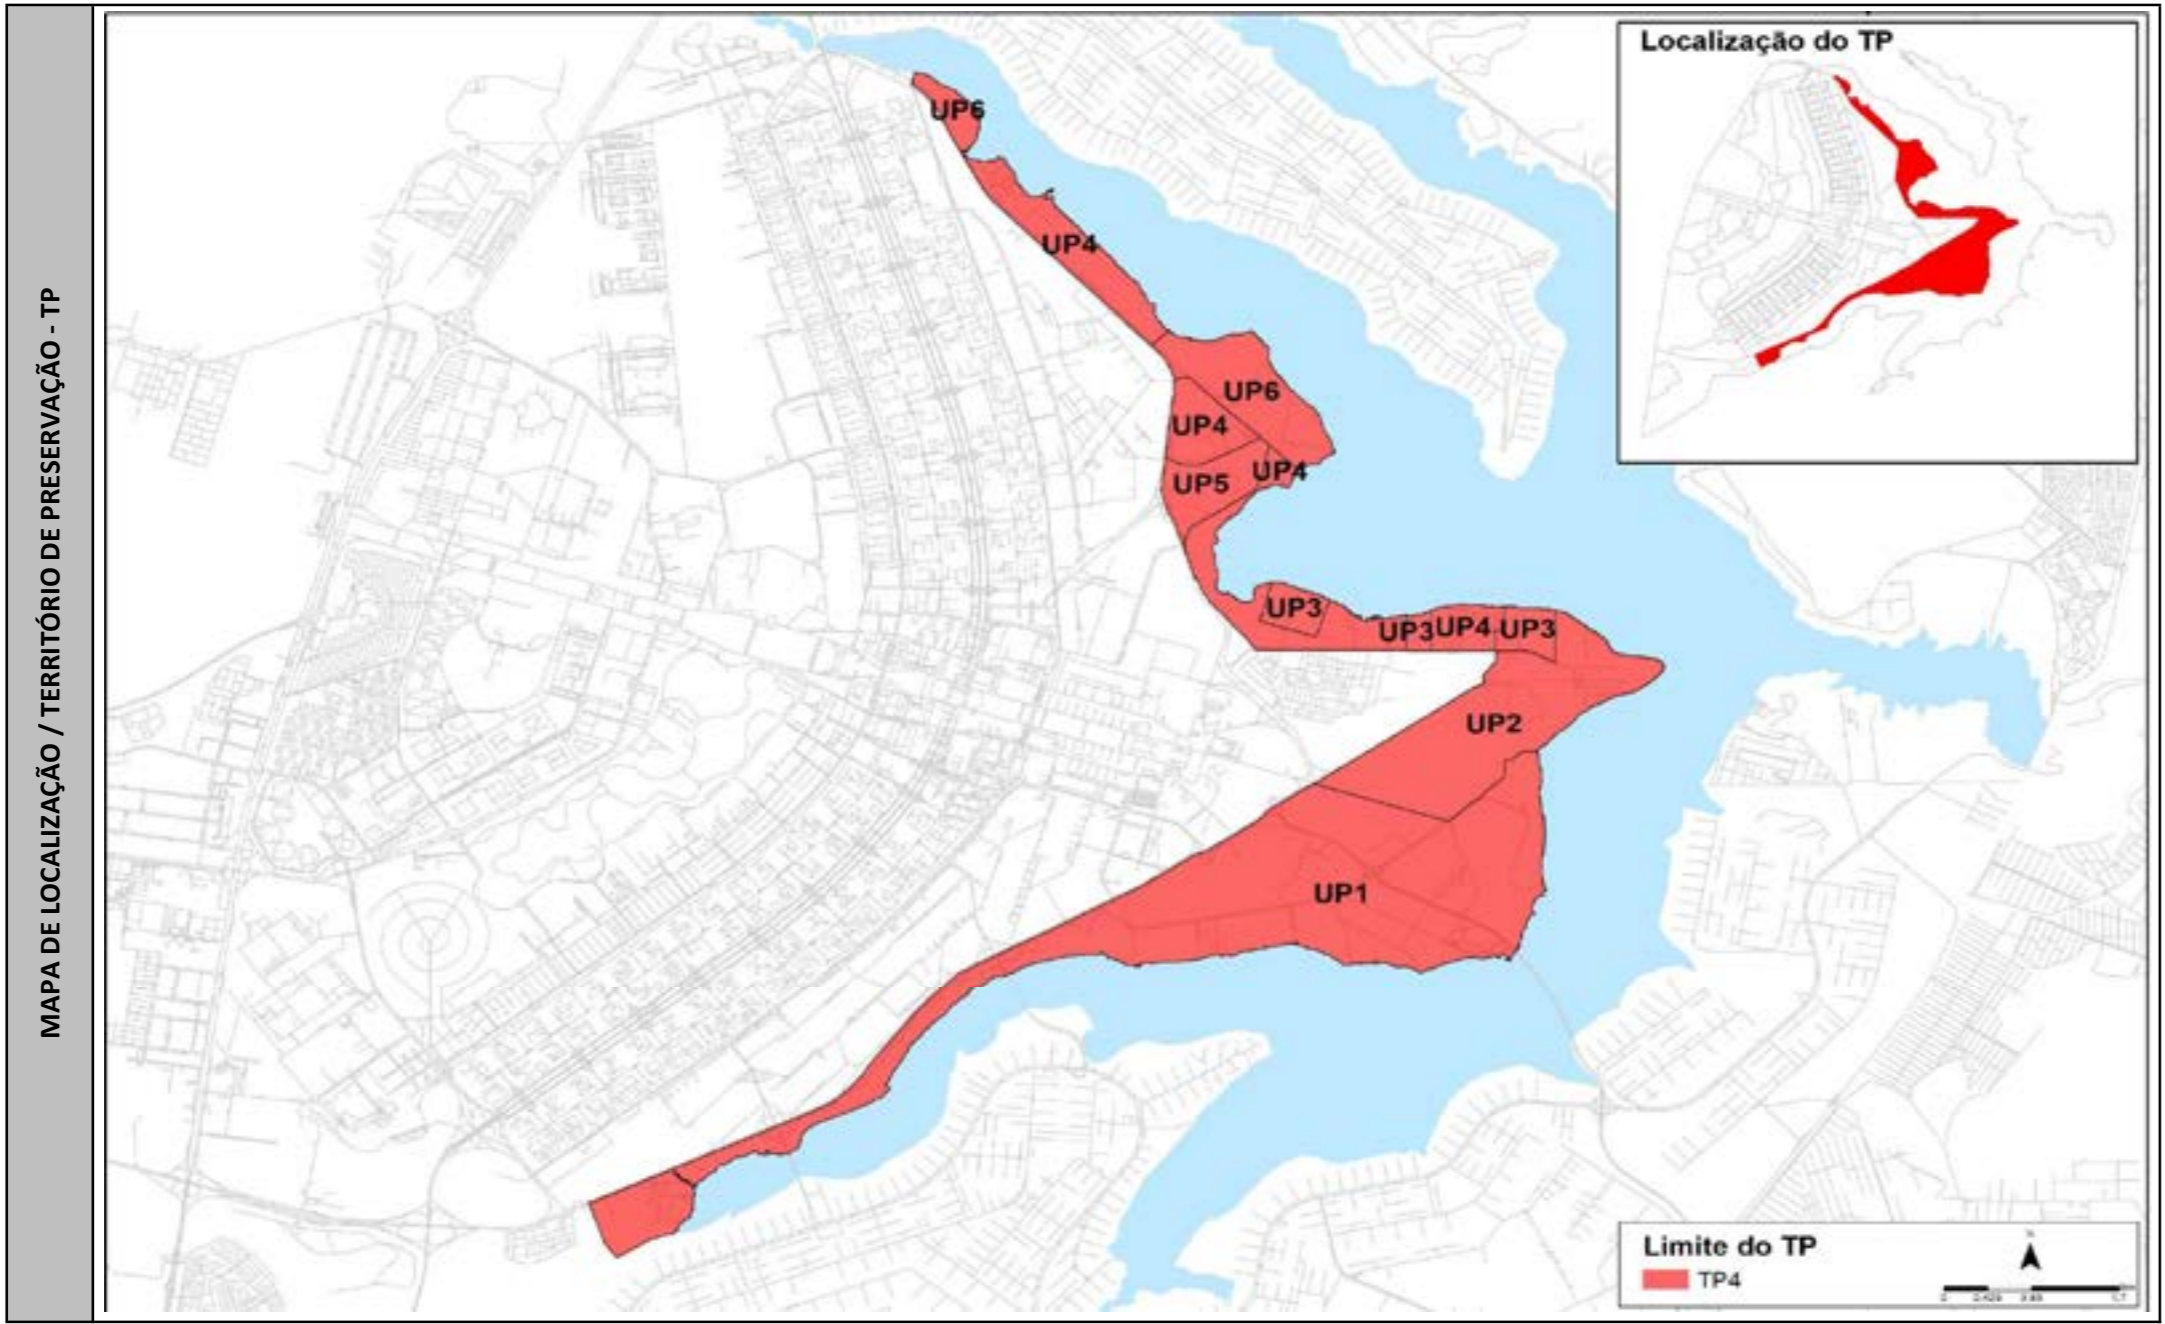 MAPA DE LOCALIZAÇÃO / TERRITÓRIO DE PRESERVAÇÃO - TP
Localização do TP
UP6
UP4
UP6
UP4
UP4
UP5
UP3
UP3
UP4
UP3
UP2
UP1
Limite do TP
TP4